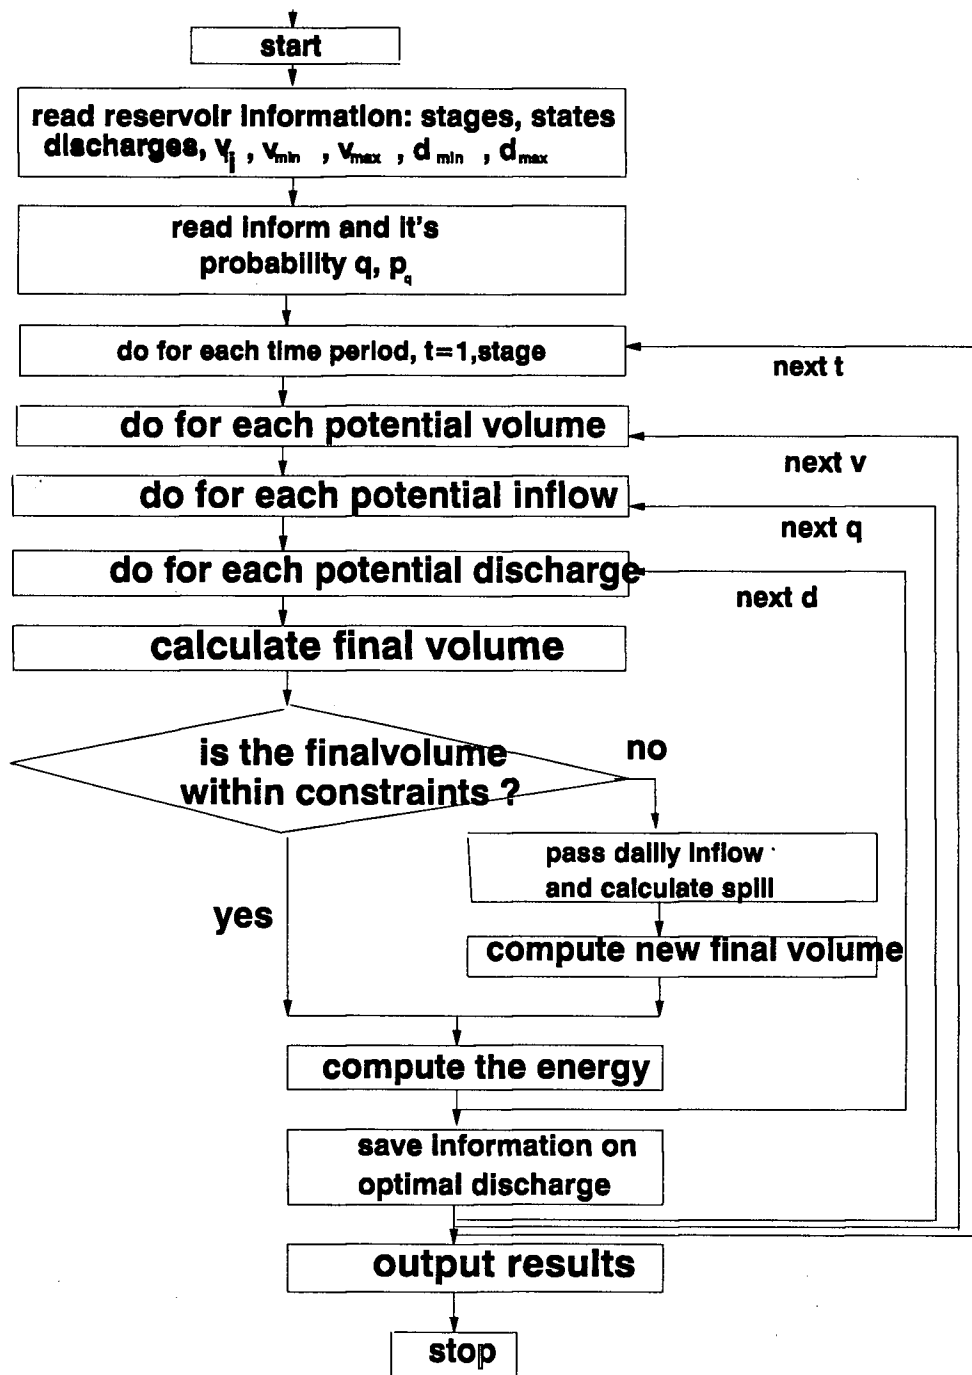 start
read reservoir information: stages, states
discharges, v_i , v_min , v_max , d_min , d_max
read inform and it's
probability q, p_q
do for each time period, t=1,stage
next t
do for each potential volume
next v
do for each potential inflow
next q
do for each potential discharge
next d
calculate final volume
is the finalvolume
within constraints ?
no
pass dailly inflow
and calculate spill
yes
compute new final volume
compute the energy
save information on
optimal discharge
output results
stop